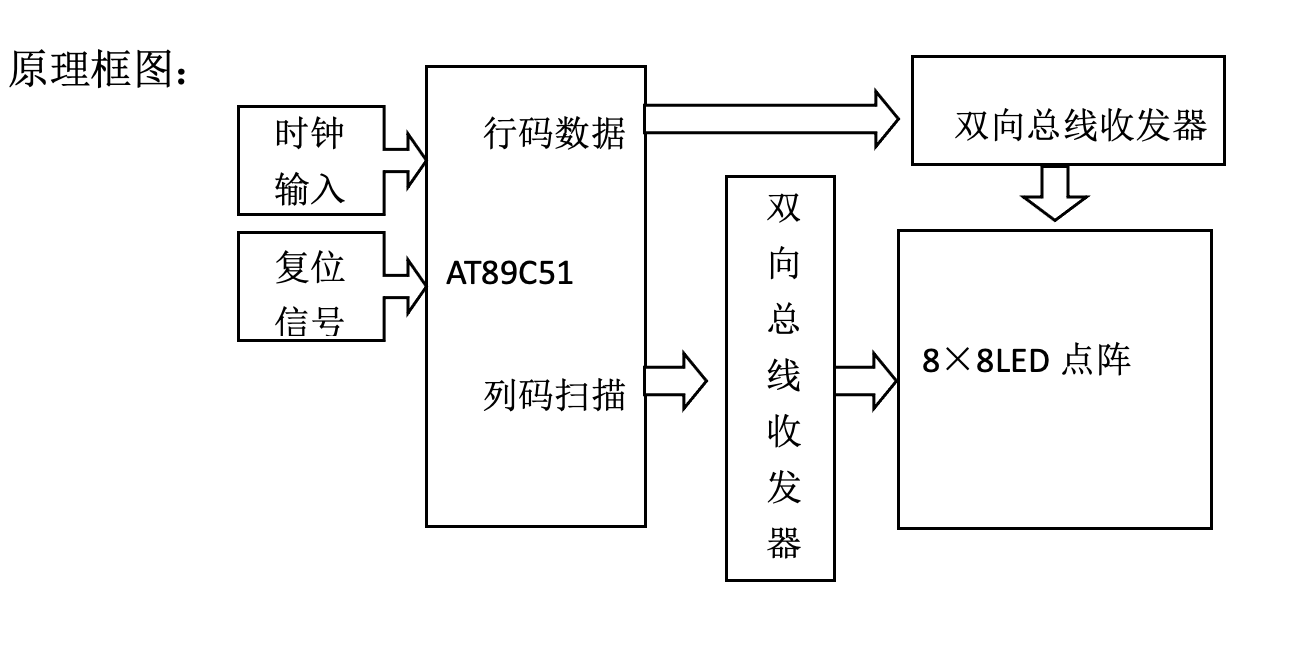 原理框图：
时钟
输入
复位
信号
行码数据
AT89C51
列码扫描
双
向
总
线
收
发
器
双向总线收发器
8×8LED 点阵